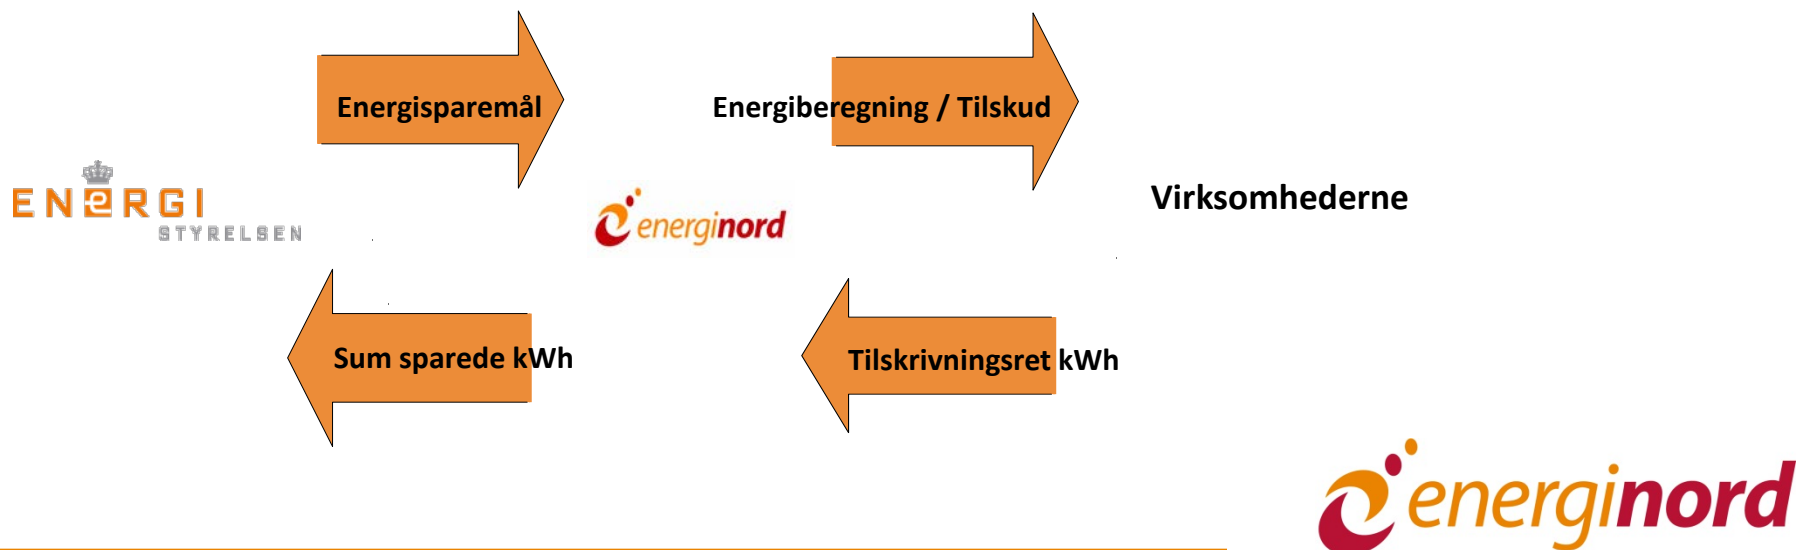 Energisparemål
Energiberegning / Tilskud
ENERGI
STYRELSEN
energinord
Virksomhederne
Sum sparede kWh
Tilskrivningsret kWh
energinord